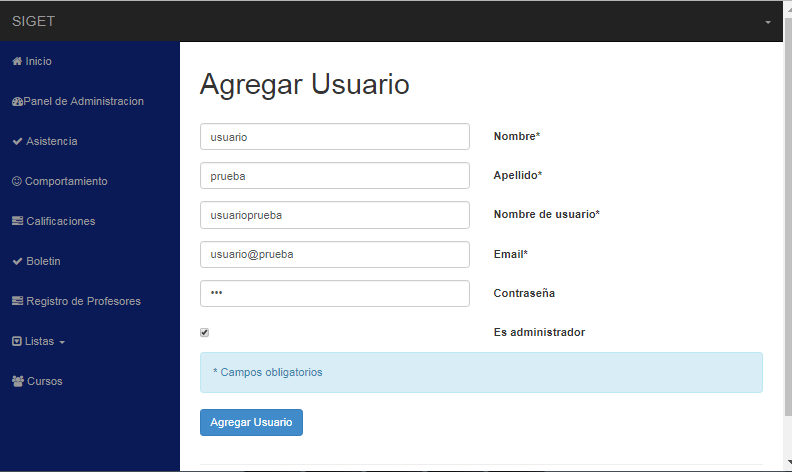 SIGET
Inicio
Panel de Administracion
Asistencia
Comportamiento
Calificaciones
Boletin
Registro de Profesores
Listas
Cursos
Agregar Usuario
usuario Nombre*
prueba Apellido*
usuarioprueba Nombre de usuario*
usuario@prueba Email*
••• Contraseña
Es administrador
* Campos obligatorios
Agregar Usuario